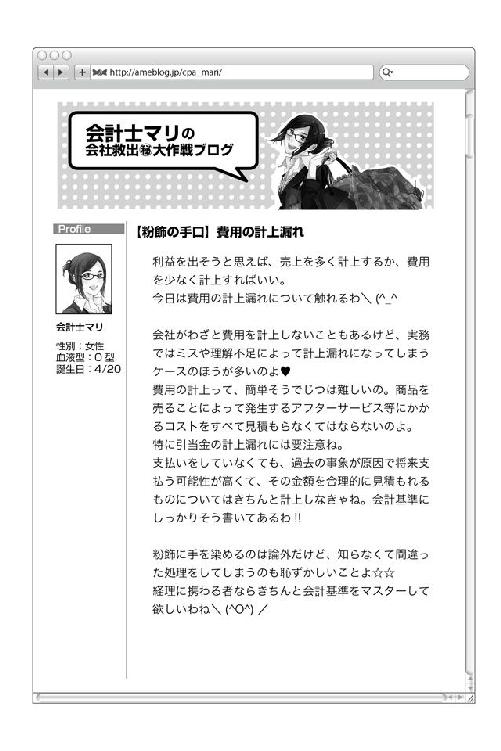 http://ameblog.jp/cpa_mari/
会計士マリの
会社救出㊙大作戦ブログ
Profile
会計士マリ
性別：女性
血液型：O型
誕生日：4/20
【粉飾の手口】費用の計上漏れ
利益を出そうと思えば、売上を多く計上するか、費用
を少なく計上すればいい。
今日は費用の計上漏れについて触れるわ＼(^_^
会社がわざと費用を計上しないこともあるけど、実務
ではミスや理解不足によって計上漏れになってしまう
ケースのほうが多いのよ♥
費用の計上って、簡単そうでじつは難しいの。商品を
売ることによって発生するアフターサービス等にかか
るコストをすべて見積もらなくてはならないのよ。
特に引当金の計上漏れには要注意ね。
支払いをしていなくても、過去の事象が原因で将来支
払う可能性が高くて、その金額を合理的に見積もれる
ものについてはきちんと計上しなきゃね。会計基準に
しっかりそう書いてあるわ!!
粉飾に手を染めるのは論外だけど、知らなくて間違っ
た処理をしてしまうのも恥ずかしいことよ☆☆
経理に携わる者ならきちんと会計基準をマスターして
欲しいわね＼(^O^)／